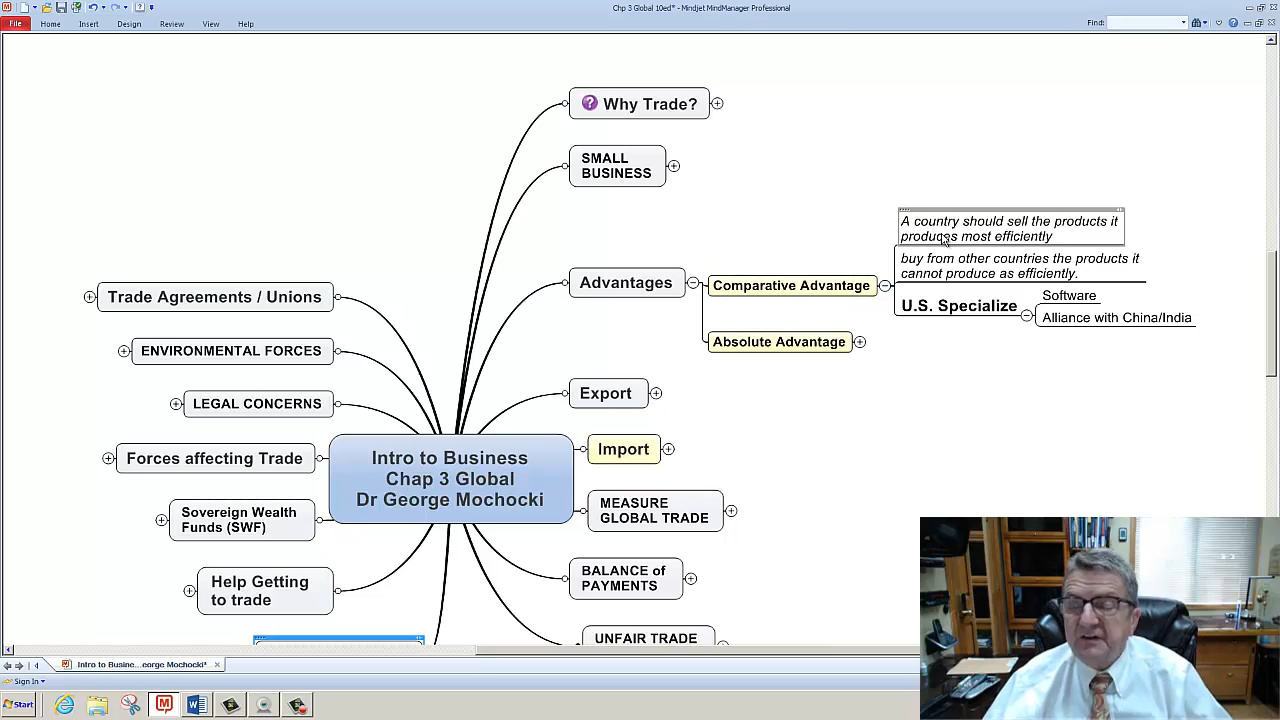 Chp 3 Global 10ed* - Mindjet MindManager Professional
File Home Insert Design Review View Help
Find:
Why Trade?
SMALL
BUSINESS
A country should sell the products it
produces most efficiently
buy from other countries the products it
cannot produce as efficiently.
Advantages
Comparative Advantage
U.S. Specialize
Software
Alliance with China/India
Absolute Advantage
Export
Import
MEASURE
GLOBAL TRADE
BALANCE of
PAYMENTS
UNFAIR TRADE
Trade Agreements / Unions
ENVIRONMENTAL FORCES
LEGAL CONCERNS
Forces affecting Trade
Sovereign Wealth
Funds (SWF)
Help Getting
to trade
Intro to Business
Chap 3 Global
Dr George Mochocki
Intro to Busine...eorge Mochocki*
Sign In
Start